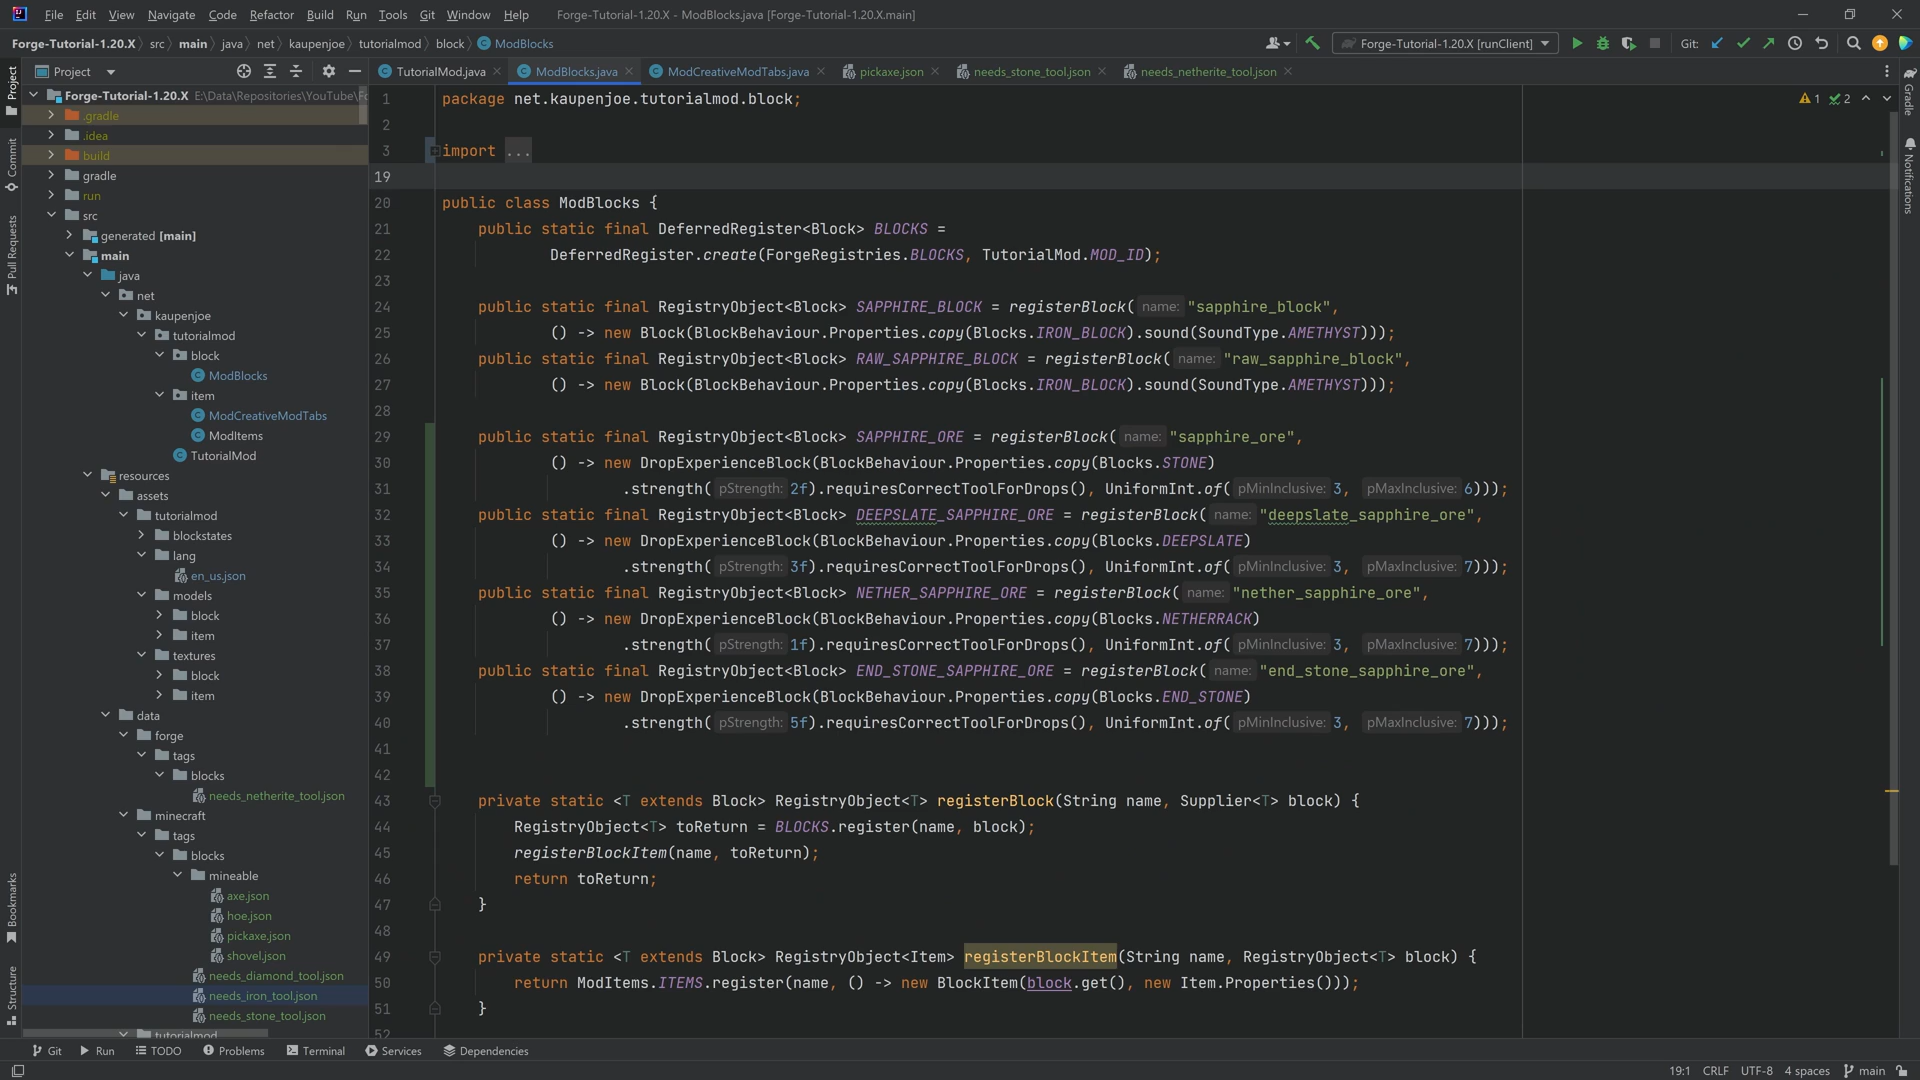 File Edit View Navigate Code Refactor Build Run Tools Git Window Help Forge-Tutorial-1.20.X - ModBlocks.java [Forge-Tutorial-1.20.X.main]
Forge-Tutorial-1.20.X src main java net kaupenjoe tutorialmod block ModBlocks
Forge-Tutorial-1.20.X [runClient] Git:
Project
TutorialMod.java ModBlocks.java ModCreativeModTabs.java pickaxe.json needs_stone_tool.json needs_netherite_tool.json
Project
Commit
Pull Requests
Bookmarks
Structure
Forge-Tutorial-1.20.X E:\Data\Repositories\YouTube\Fo
.gradle
.idea
build
gradle
run
src
generated [main]
main
java
net
kaupenjoe
tutorialmod
block
ModBlocks
item
ModCreativeModTabs
ModItems
TutorialMod
resources
assets
tutorialmod
blockstates
lang
en_us.json
models
block
item
textures
block
item
data
forge
tags
blocks
needs_netherite_tool.json
minecraft
tags
blocks
mineable
axe.json
hoe.json
pickaxe.json
shovel.json
needs_diamond_tool.json
needs_iron_tool.json
needs_stone_tool.json
tutorialmod
1 package net.kaupenjoe.tutorialmod.block;
2
3 import ...
19
20 public class ModBlocks {
21 public static final DeferredRegister<Block> BLOCKS =
22 DeferredRegister.create(ForgeRegistries.BLOCKS, TutorialMod.MOD_ID);
23
24 public static final RegistryObject<Block> SAPPHIRE_BLOCK = registerBlock( name: "sapphire_block",
25 () -> new Block(BlockBehaviour.Properties.copy(Blocks.IRON_BLOCK).sound(SoundType.AMETHYST)));
26 public static final RegistryObject<Block> RAW_SAPPHIRE_BLOCK = registerBlock( name: "raw_sapphire_block",
27 () -> new Block(BlockBehaviour.Properties.copy(Blocks.IRON_BLOCK).sound(SoundType.AMETHYST)));
28
29 public static final RegistryObject<Block> SAPPHIRE_ORE = registerBlock( name: "sapphire_ore",
30 () -> new DropExperienceBlock(BlockBehaviour.Properties.copy(Blocks.STONE)
31 .strength( pStrength: 2f).requiresCorrectToolForDrops(), UniformInt.of( pMinInclusive: 3, pMaxInclusive: 6)));
32 public static final RegistryObject<Block> DEEPSLATE_SAPPHIRE_ORE = registerBlock( name: "deepslate_sapphire_ore",
33 () -> new DropExperienceBlock(BlockBehaviour.Properties.copy(Blocks.DEEPSLATE)
34 .strength( pStrength: 3f).requiresCorrectToolForDrops(), UniformInt.of( pMinInclusive: 3, pMaxInclusive: 7)));
35 public static final RegistryObject<Block> NETHER_SAPPHIRE_ORE = registerBlock( name: "nether_sapphire_ore",
36 () -> new DropExperienceBlock(BlockBehaviour.Properties.copy(Blocks.NETHERRACK)
37 .strength( pStrength: 1f).requiresCorrectToolForDrops(), UniformInt.of( pMinInclusive: 3, pMaxInclusive: 7)));
38 public static final RegistryObject<Block> END_STONE_SAPPHIRE_ORE = registerBlock( name: "end_stone_sapphire_ore",
39 () -> new DropExperienceBlock(BlockBehaviour.Properties.copy(Blocks.END_STONE)
40 .strength( pStrength: 5f).requiresCorrectToolForDrops(), UniformInt.of( pMinInclusive: 3, pMaxInclusive: 7)));
41
42
43 private static <T extends Block> RegistryObject<T> registerBlock(String name, Supplier<T> block) {
44 RegistryObject<T> toReturn = BLOCKS.register(name, block);
45 registerBlockItem(name, toReturn);
46 return toReturn;
47 }
48
49 private static <T extends Block> RegistryObject<Item> registerBlockItem(String name, RegistryObject<T> block) {
50 return ModItems.ITEMS.register(name, () -> new BlockItem(block.get(), new Item.Properties()));
51 }
52
1 2
Gradle
Notifications
Git Run TODO Problems Terminal Services Dependencies
19:1 CRLF UTF-8 4 spaces main